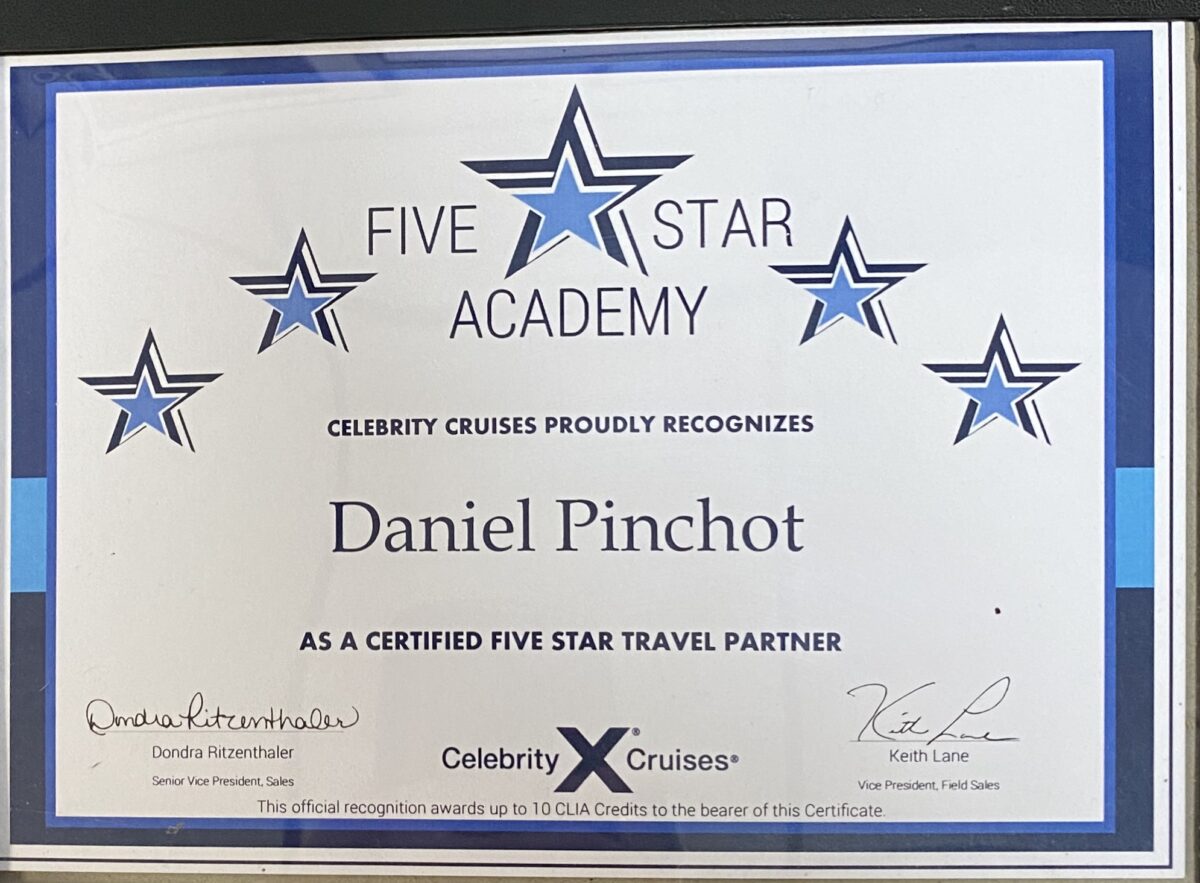 FIVE STAR
ACADEMY
CELEBRITY CRUISES PROUDLY RECOGNIZES
Daniel Pinchot
AS A CERTIFIED FIVE STAR TRAVEL PARTNER
Dondra Ritzenthaler
Dondra Ritzenthaler
Senior Vice President, Sales
Celebrity X® Cruises®
Keith Lane
Keith Lane
Vice President, Field Sales
This official recognition awards up to 10 CLIA Credits to the bearer of this Certificate.